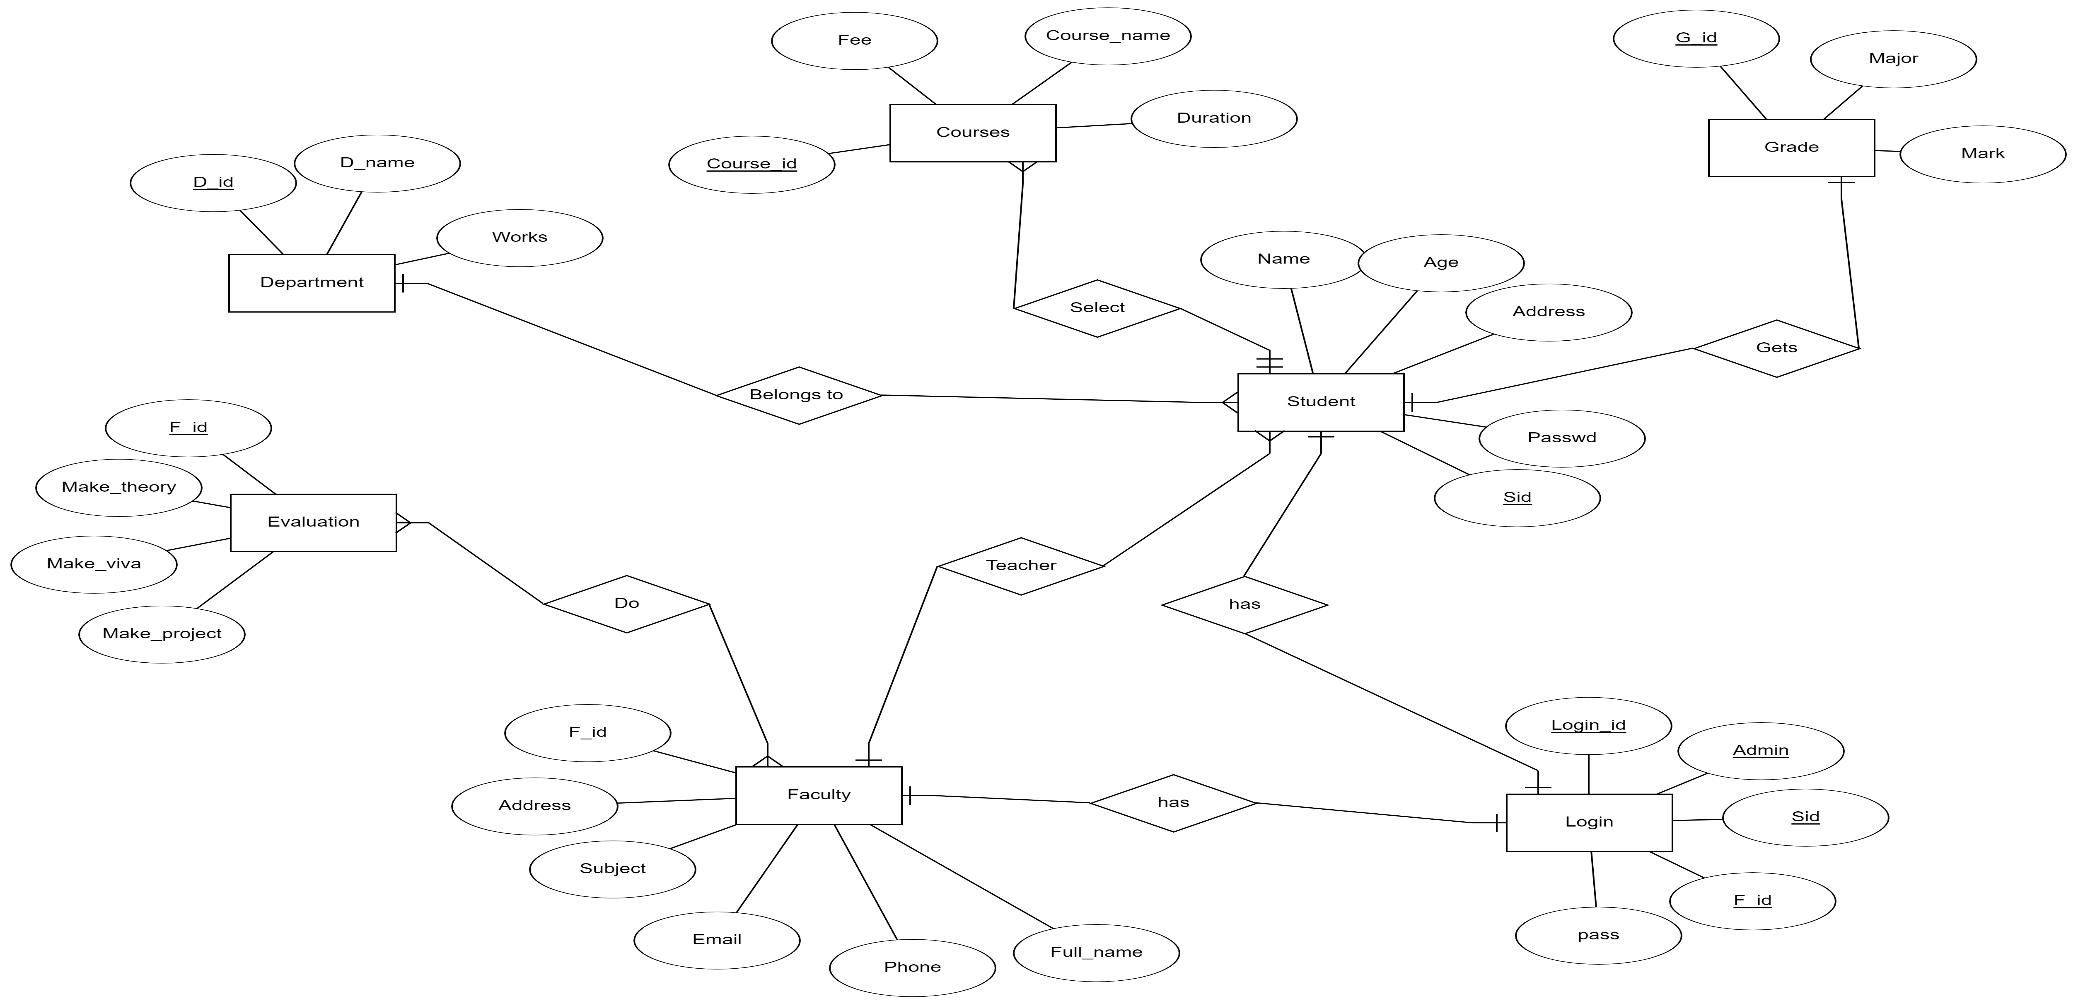 Fee
Course_name
G_id
Major
Courses
Duration
Grade
Mark
Course_id
D_id
D_name
Works
Department
Name
Age
Address
Select
Gets
Belongs to
Student
Passwd
Sid
F_id
Make_theory
Evaluation
Make_viva
Make_project
Do
Teacher
has
F_id
Address
Faculty
has
Subject
Email
Phone
Full_name
Login_id
Admin
Login
Sid
F_id
pass